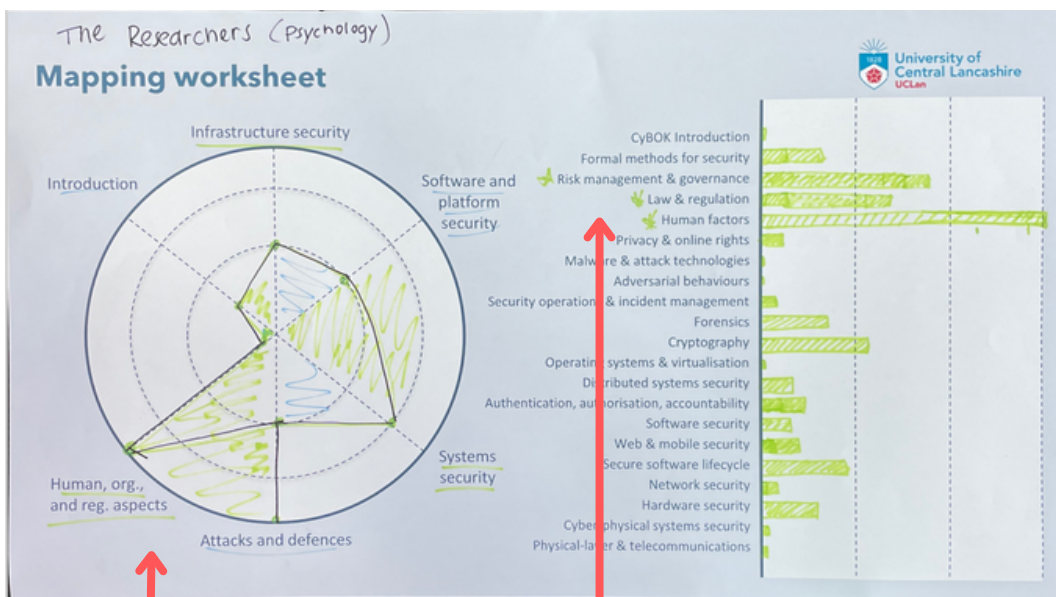 The Researchers (Psychology)
Mapping worksheet
1828
University of
Central Lancashire
UCLan
Infrastructure security
Introduction
Software and
platform
security
Systems
security
Human, org.,
and reg. aspects
Attacks and defences
CyBOK Introduction
Formal methods for security
Risk management & governance
Law & regulation
Human factors
Privacy & online rights
Malware & attack technologies
Adversarial behaviours
Security operations & incident management
Forensics
Cryptography
Operating systems & virtualisation
Distributed systems security
Authentication, authorisation, accountability
Software security
Web & mobile security
Secure software lifecycle
Network security
Hardware security
Cyber physical systems security
Physical-layer & telecommunications